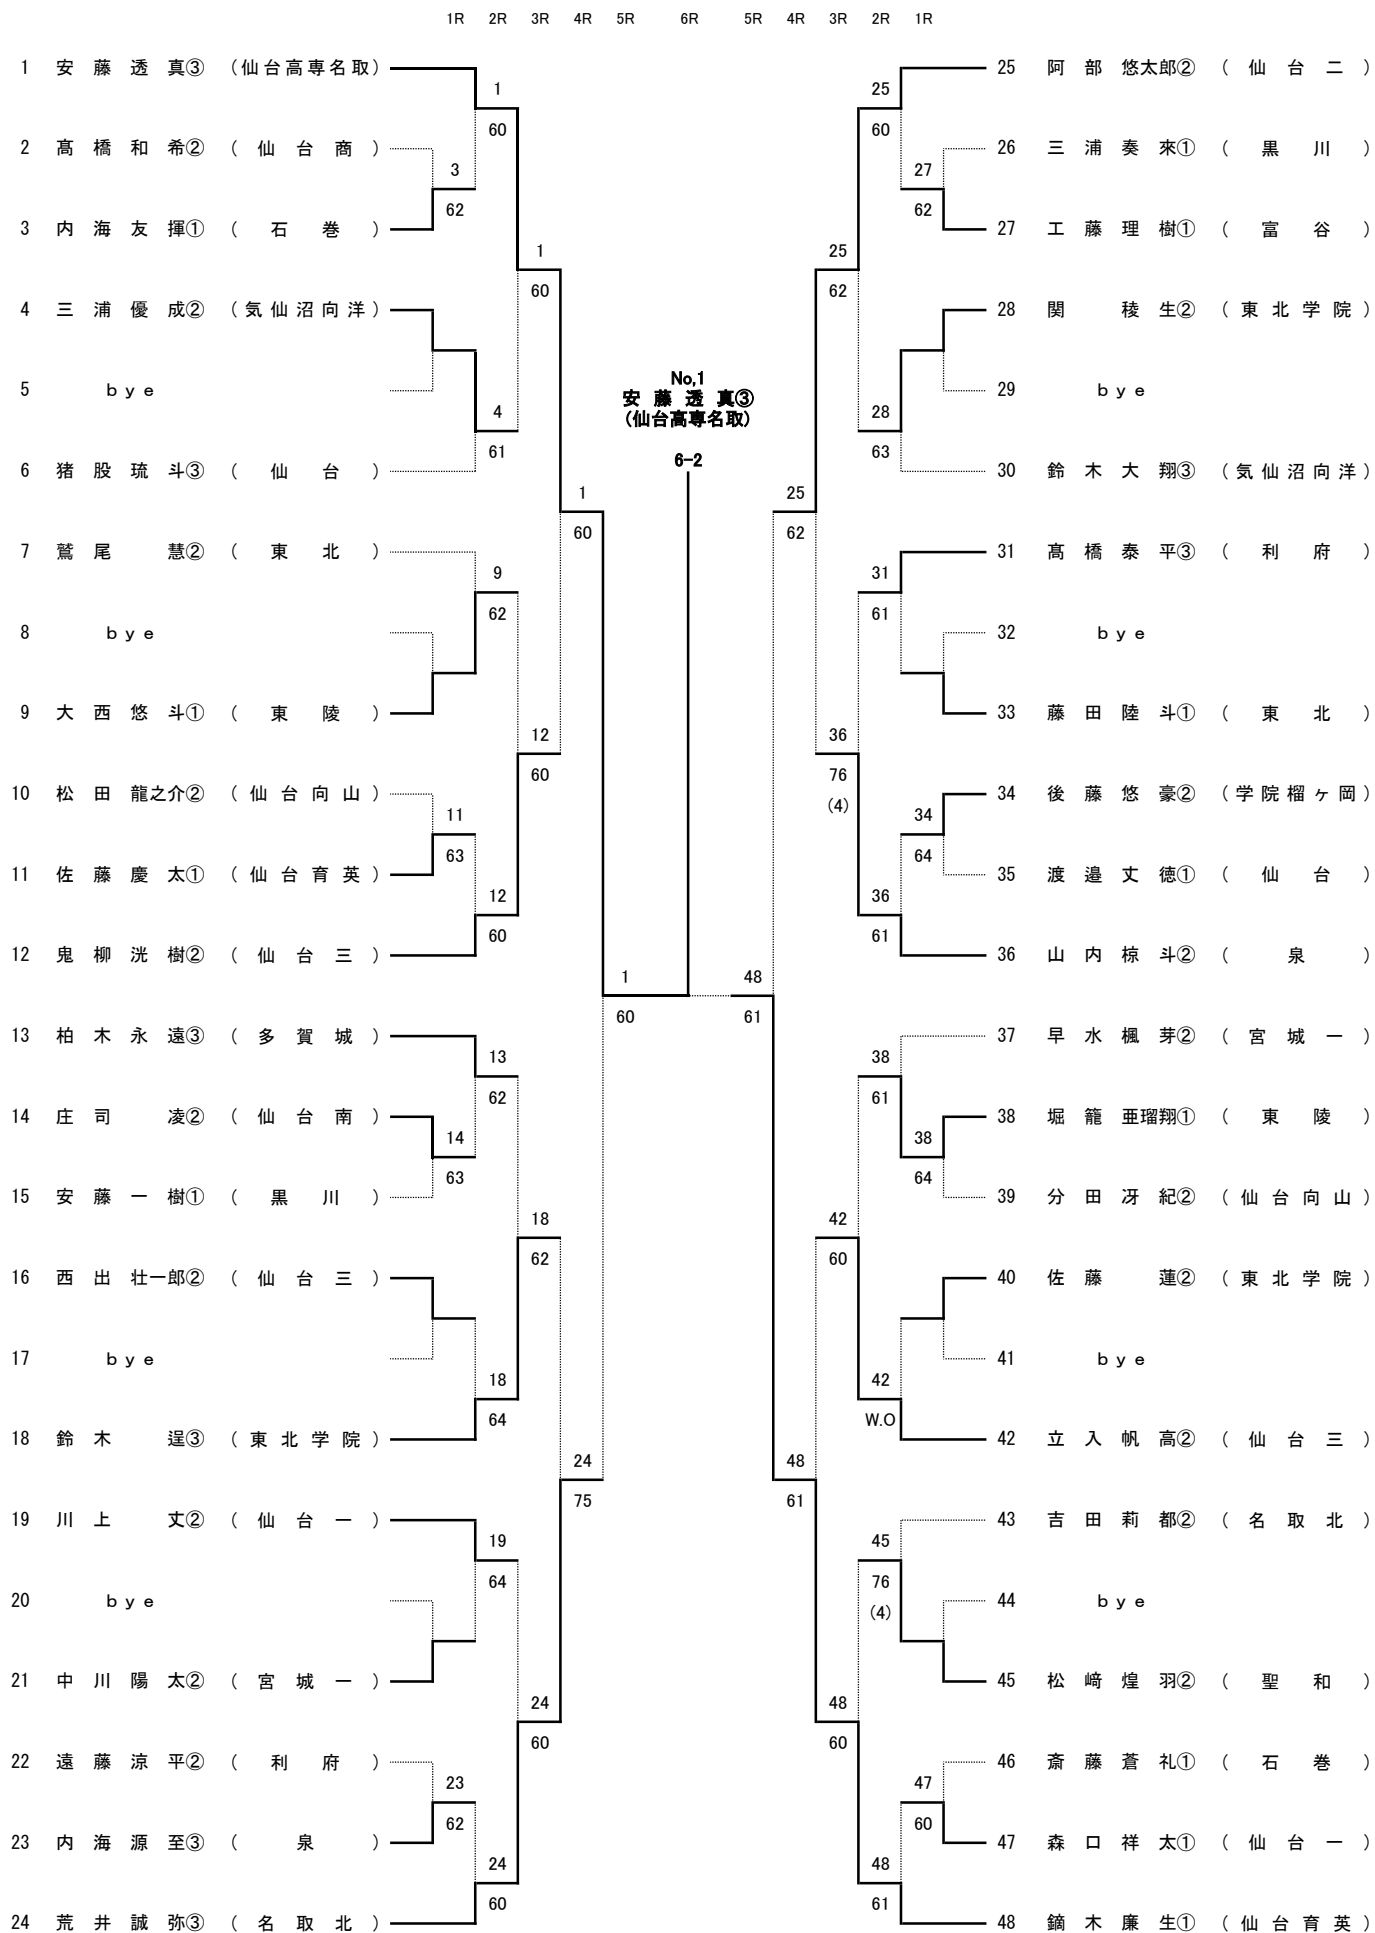 1R 2R 3R 4R 5R 6R 5R 4R 3R 2R 1R
1 安藤透真③ (仙台高専名取) 25 阿部悠太郎② (仙台二)
1 25
60 60
2 髙橋和希② (仙台商) 26 三浦奏來① (黒川)
3 27
62 62
3 内海友揮① (石巻) 27 工藤理樹① (富谷)
1 25
60 62
4 三浦優成② (気仙沼向洋) 28 関稜生② (東北学院)
No,1
5 bye 29 bye
安藤透真③
4 28
(仙台高専名取)
61 63
6-2
6 猪股琉斗③ (仙台) 30 鈴木大翔③ (気仙沼向洋)
1 25
60 62
7 鷲尾慧② (東北) 31 髙橋泰平③ (利府)
9 31
62 61
8 bye 32 bye
9 大西悠斗① (東陵) 33 藤田陸斗① (東北)
12 36
60 76
(4)
10 松田龍之介② (仙台向山) 34 後藤悠豪② (学院榴ヶ岡)
11 34
63 64
11 佐藤慶太① (仙台育英) 35 渡邉丈徳① (仙台)
12 36
60 61
12 鬼柳洸樹② (仙台三) 36 山内椋斗② (泉)
1 48
60 61
13 柏木永遠③ (多賀城) 37 早水楓芽② (宮城一)
13 38
62 61
14 庄司凌② (仙台南) 38 堀籠亜瑠翔① (東陵)
14 38
63 64
15 安藤一樹① (黒川) 39 分田冴紀② (仙台向山)
18 42
62 60
16 西出壮一郎② (仙台三) 40 佐藤蓮② (東北学院)
17 bye 41 bye
18 42
64 W.O
18 鈴木逞③ (東北学院) 42 立入帆高② (仙台三)
24 48
75 61
19 川上丈② (仙台一) 43 吉田莉都② (名取北)
19 45
64 76
(4)
20 bye 44 bye
21 中川陽太② (宮城一) 45 松﨑煌羽② (聖和)
24 48
60 60
22 遠藤涼平② (利府) 46 斎藤蒼礼① (石巻)
23 47
62 60
23 内海源至③ (泉) 47 森口祥太① (仙台一)
24 48
60 61
24 荒井誠弥③ (名取北) 48 鏑木廉生① (仙台育英)